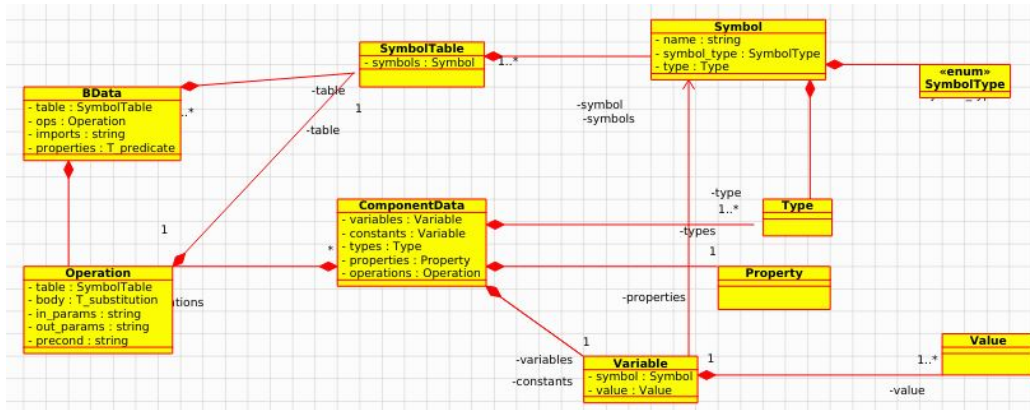 Symbol
- name : string
- symbol_type : SymbolType
- type : Type
SymbolTable
- symbols : Symbol
1..*
«enum»
SymbolType
BData
- table : SymbolTable
- ops : Operation
- imports : string
- properties : T_predicate
-table
1
..*
-table
-symbol
-symbols
ComponentData
- variables : Variable
- constants : Variable
- types : Type
- properties : Property
- operations : Operation
-type
1..*
Type
-types
1
*
1
Operation
- table : SymbolTable
- body : T_substitution
- in_params : string
- out_params : string
- precond : string
ations
Property
-properties
1
-variables
-constants
Variable
- symbol : Symbol
- value : Value
1
1..*
Value
-value